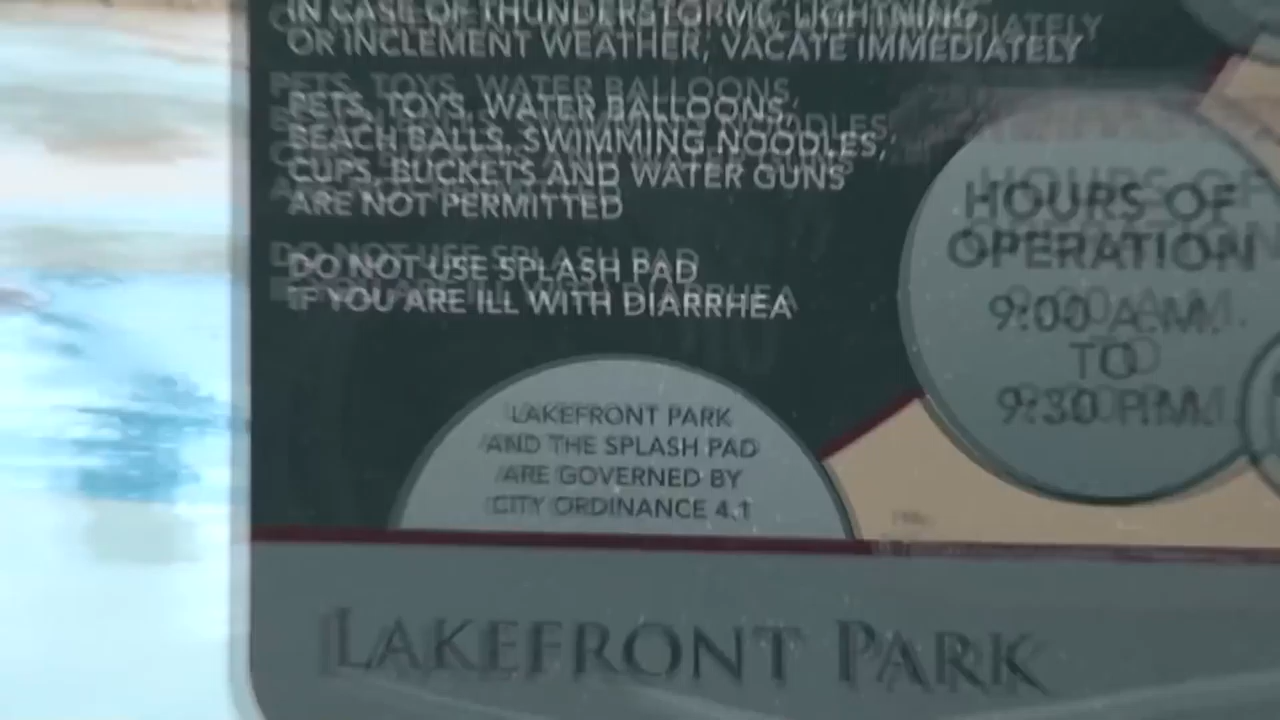 IN CASE OF THUNDERSTORMS, LIGHTNING
OR INCLEMENT WEATHER, VACATE IMMEDIATELY
PETS, TOYS, WATER BALLOONS,
BEACH BALLS, SWIMMING NOODLES,
CUPS, BUCKETS AND WATER GUNS
ARE NOT PERMITTED
DO NOT USE SPLASH PAD
IF YOU ARE ILL WITH DIARRHEA
HOURS OF
OPERATION
9:00 A.M.
TO
9:30 P.M.
LAKEFRONT PARK
AND THE SPLASH PAD
ARE GOVERNED BY
CITY ORDINANCE 4.1
LAKEFRONT PARK